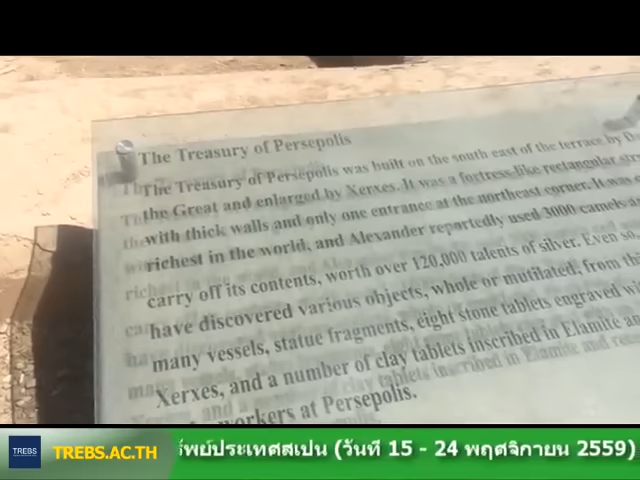 The Treasury of Persepolis
The Treasury of Persepolis was built on the south east of the terrace by
the Great and enlarged by Xerxes. It was a fortress-like rectangular
with thick walls and only one entrance at the northeast corner. It was
richest in the world, and Alexander reportedly used 3000 camels
carry off its contents, worth over 120,000 talents of silver. Even so,
have discovered various objects, whole or mutilated, from
many vessels, statue fragments, eight stone tablets engraved
Xerxes, and a number of clay tablets inscribed in Elamite
workers at Persepolis.
TREBS TREBS.AC.TH ทรัพย์ประเทศสเปน (วันที่ 15 - 24 พฤศจิกายน 2559)